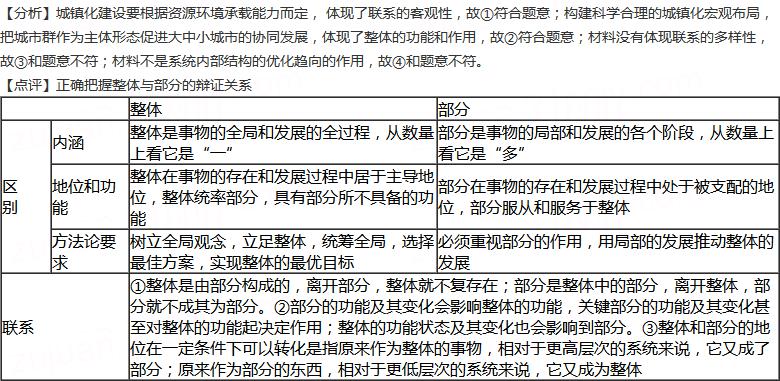 【分析】城镇化建设要根据资源环境承载能力而定， 体现了联系的客观性，故①符合题意；构建科学合理的城镇化宏观布局，
把城市群作为主体形态促进大中小城市的协同发展，体现了整体的功能和作用，故②符合题意；材料没有体现联系的多样性，
故③和题意不符；材料不是系统内部结构的优化趋向的作用，故④和题意不符。
【点评】正确把握整体与部分的辩证关系
整体 部分
区别
内涵
整体是事物的全局和发展的全过程，从数量
上看它是“一”
部分是事物的局部和发展的各个阶段，从数量上
看它是“多”
地位和功
能
整体在事物的存在和发展过程中居于主导地
位，整体统率部分，具有部分所不具备的功
能
部分在事物的存在和发展过程中处于被支配的地
位，部分服从和服务于整体
方法论要
求
树立全局观念，立足整体，统筹全局，选择
最佳方案，实现整体的最优目标
必须重视部分的作用，用局部的发展推动整体的
发展
联系
①整体是由部分构成的，离开部分，整体就不复存在；部分是整体中的部分，离开整体，部
分就不成其为部分。②部分的功能及其变化会影响整体的功能，关键部分的功能及其变化甚
至对整体的功能起决定作用；整体的功能状态及其变化也会影响到部分。③整体和部分的地
位在一定条件下可以转化是指原来作为整体的事物，相对于更高层次的系统来说，它又成了
部分；原来作为部分的东西，相对于更低层次的系统来说，它又成为整体